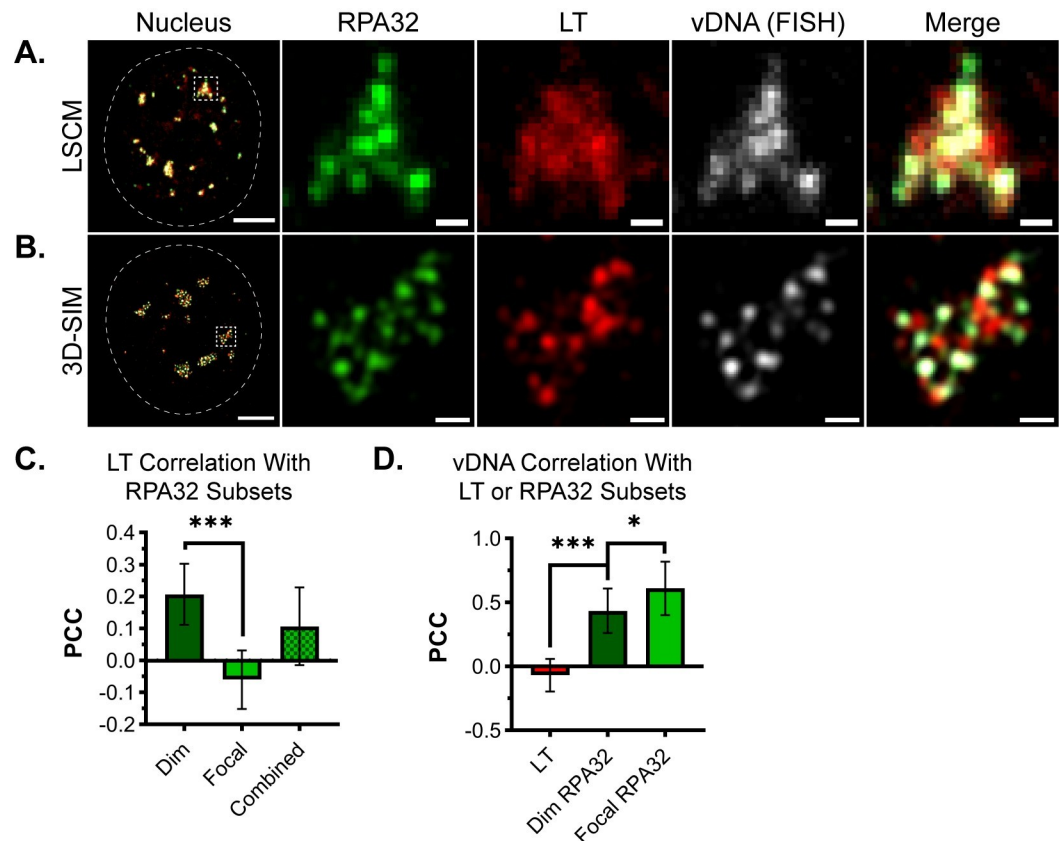 Nucleus RPA32 LT vDNA (FISH) Merge
A.
LSCM
B.
3D-SIM
C.
LT Correlation With
RPA32 Subsets
***
0.4
0.3
0.2
0.1
0.0
-0.1
-0.2
PCC
Dim
Focal
Combined
D.
vDNA Correlation With
LT or RPA32 Subsets
*** *
1.0
0.5
0.0
-0.5
PCC
LT
Dim RPA32
Focal RPA32